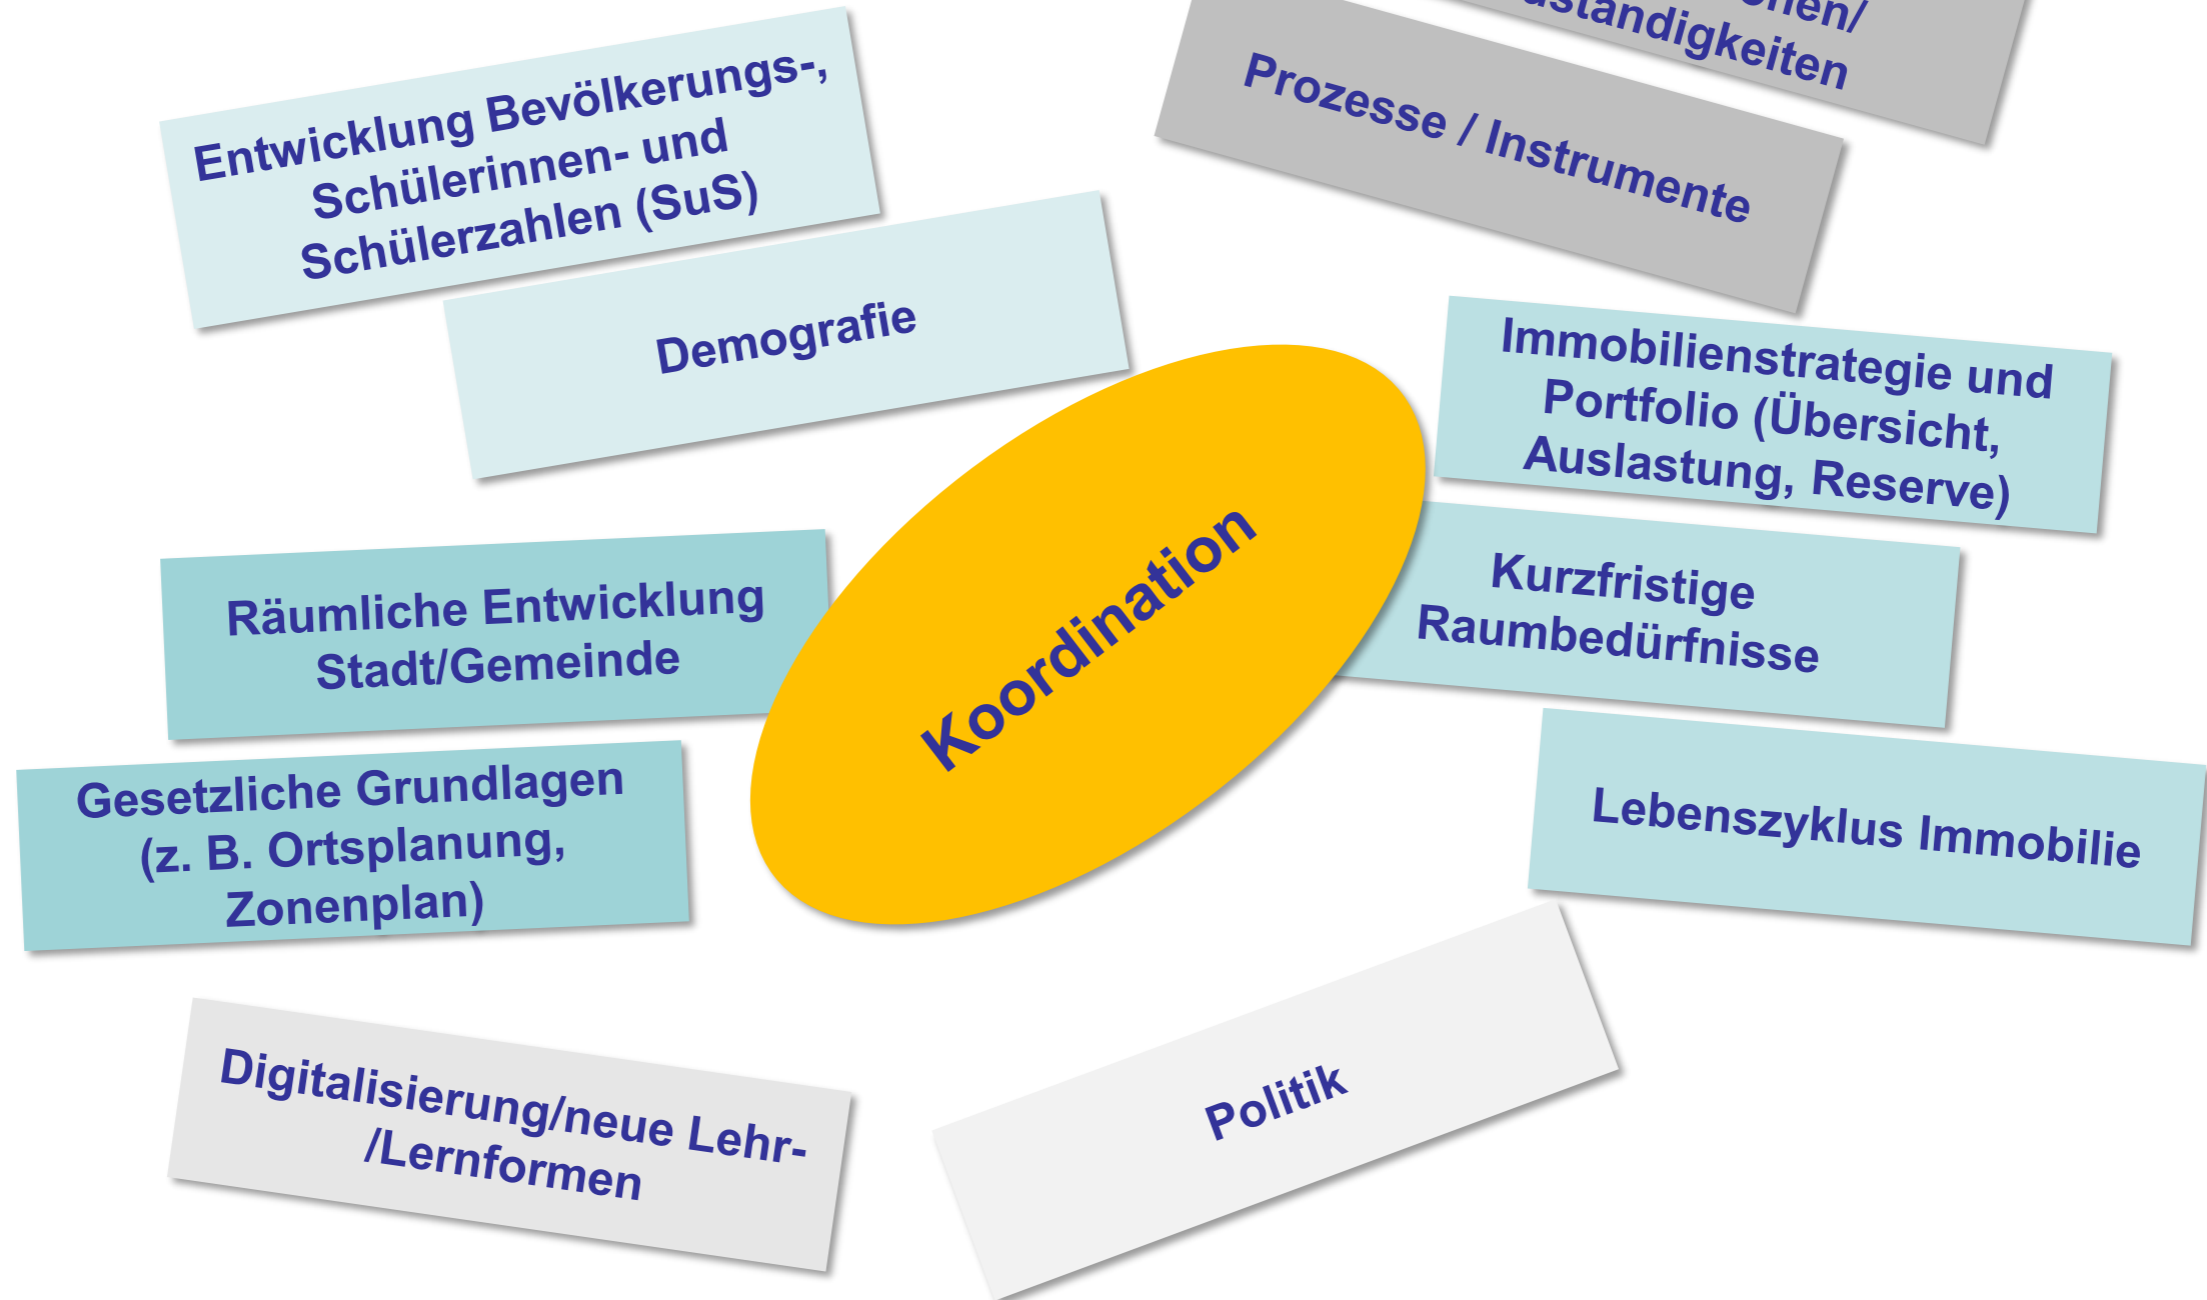 Entwicklung Bevölkerungs-,
Schülerinnen- und
Schülerzahlen (SuS)
Demografie
Prozesse / Instrumente
Immobilienstrategie und
Portfolio (Übersicht,
Auslastung, Reserve)
Koordination
Räumliche Entwicklung
Stadt/Gemeinde
Kurzfristige
Raumbedürfnisse
Gesetzliche Grundlagen
(z. B. Ortsplanung,
Zonenplan)
Lebenszyklus Immobilie
Digitalisierung/neue Lehr-
/Lernformen
Politik